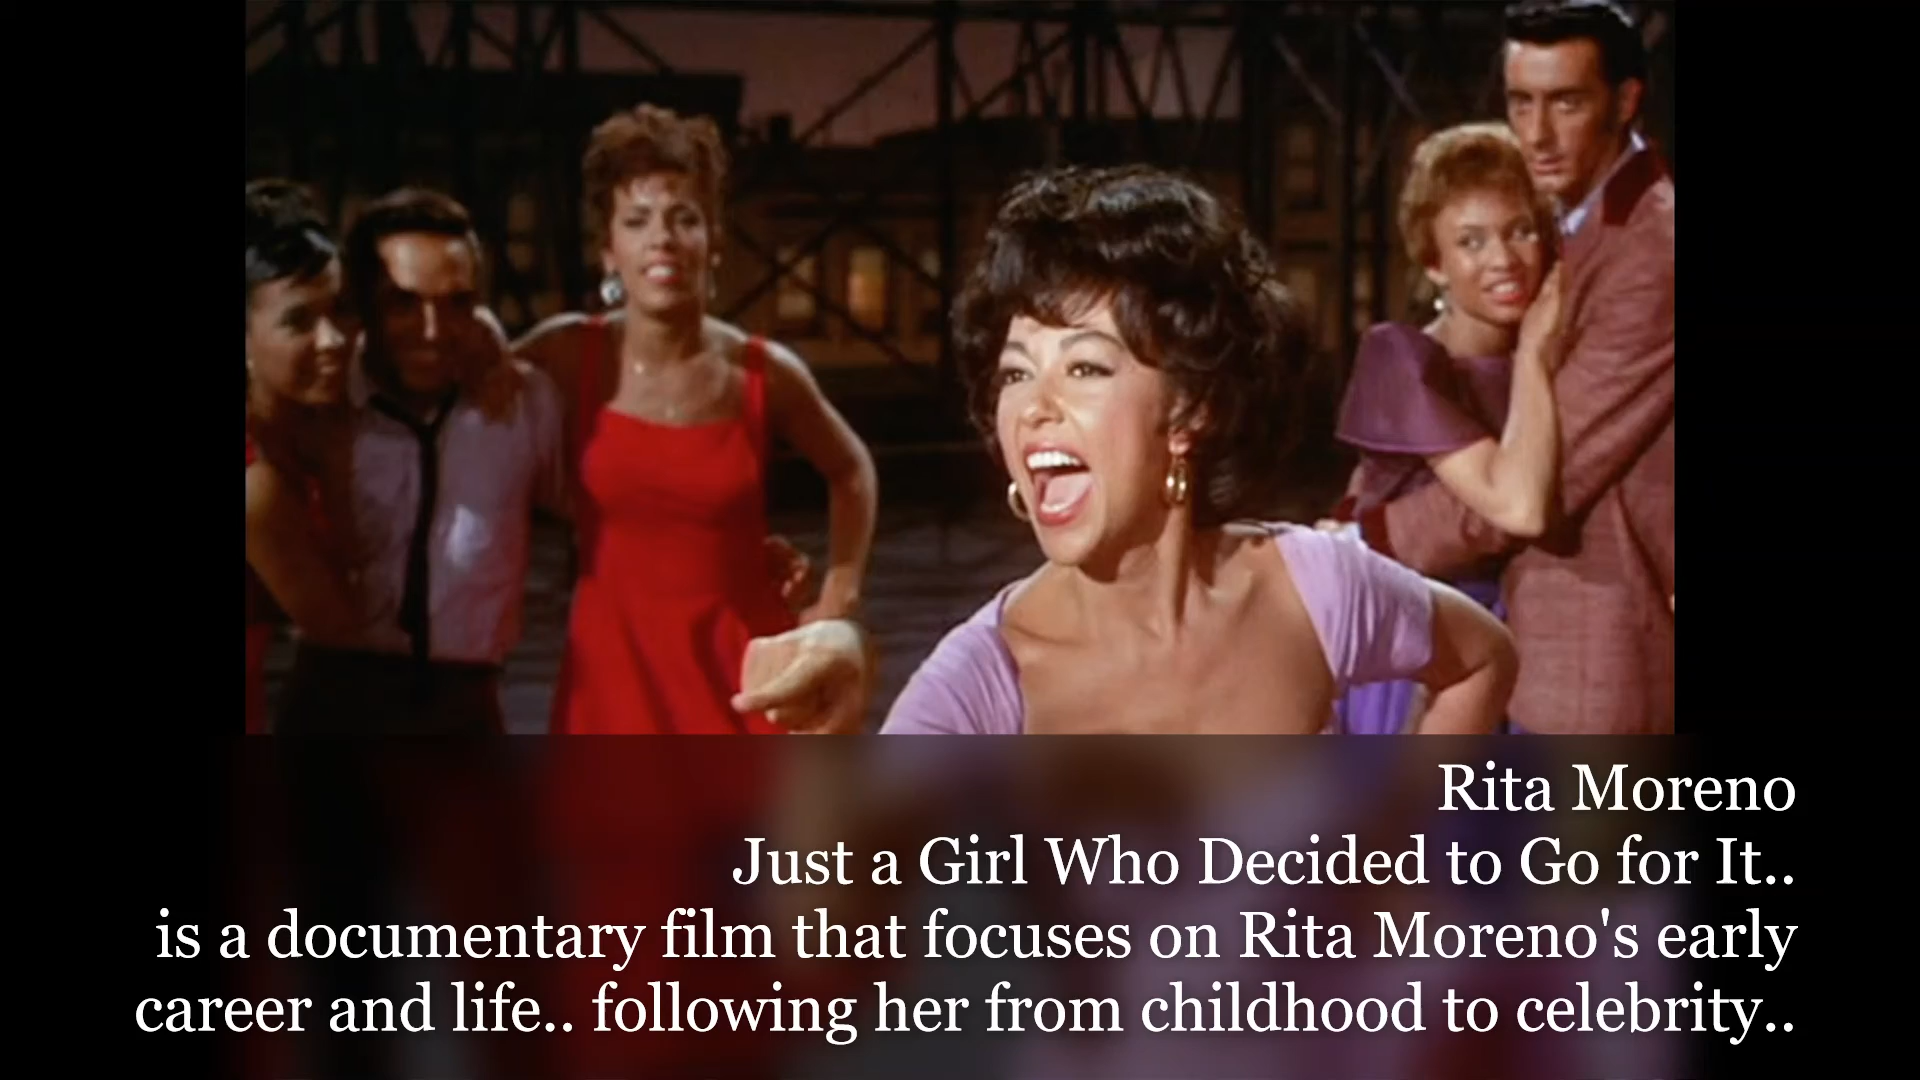 Rita Moreno
Just a Girl Who Decided to Go for It..
is a documentary film that focuses on Rita Moreno's early
career and life.. following her from childhood to celebrity..